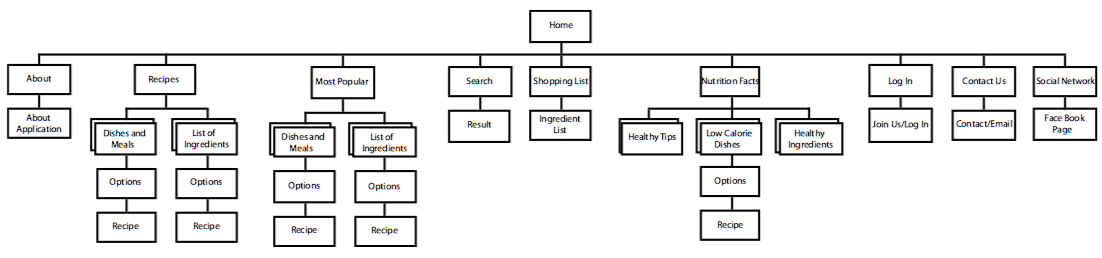 Home
About
Recipes
Most Popular
Search
Shopping List
Nutrition Facts
Log In
Contact Us
Social Network
About
Application
Dishes and
Meals
List of
Ingredients
Dishes and
Meals
List of
Ingredients
Result
Ingredient
List
Healthy Tips
Low Calorie
Dishes
Healthy
Ingredients
Join Us/Log In
Contact/Email
Face Book
Page
Options
Options
Options
Options
Options
Recipe
Recipe
Recipe
Recipe
Recipe